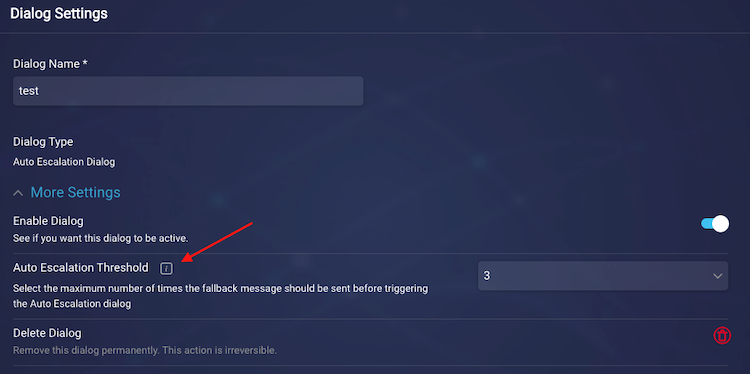 Dialog Settings
Dialog Name *
test
Dialog Type
Auto Escalation Dialog
More Settings
Enable Dialog
See if you want this dialog to be active.
Auto Escalation Threshold i
3
Select the maximum number of times the fallback message should be sent before triggering
the Auto Escalation dialog
Delete Dialog
Remove this dialog permanently. This action is irreversible.